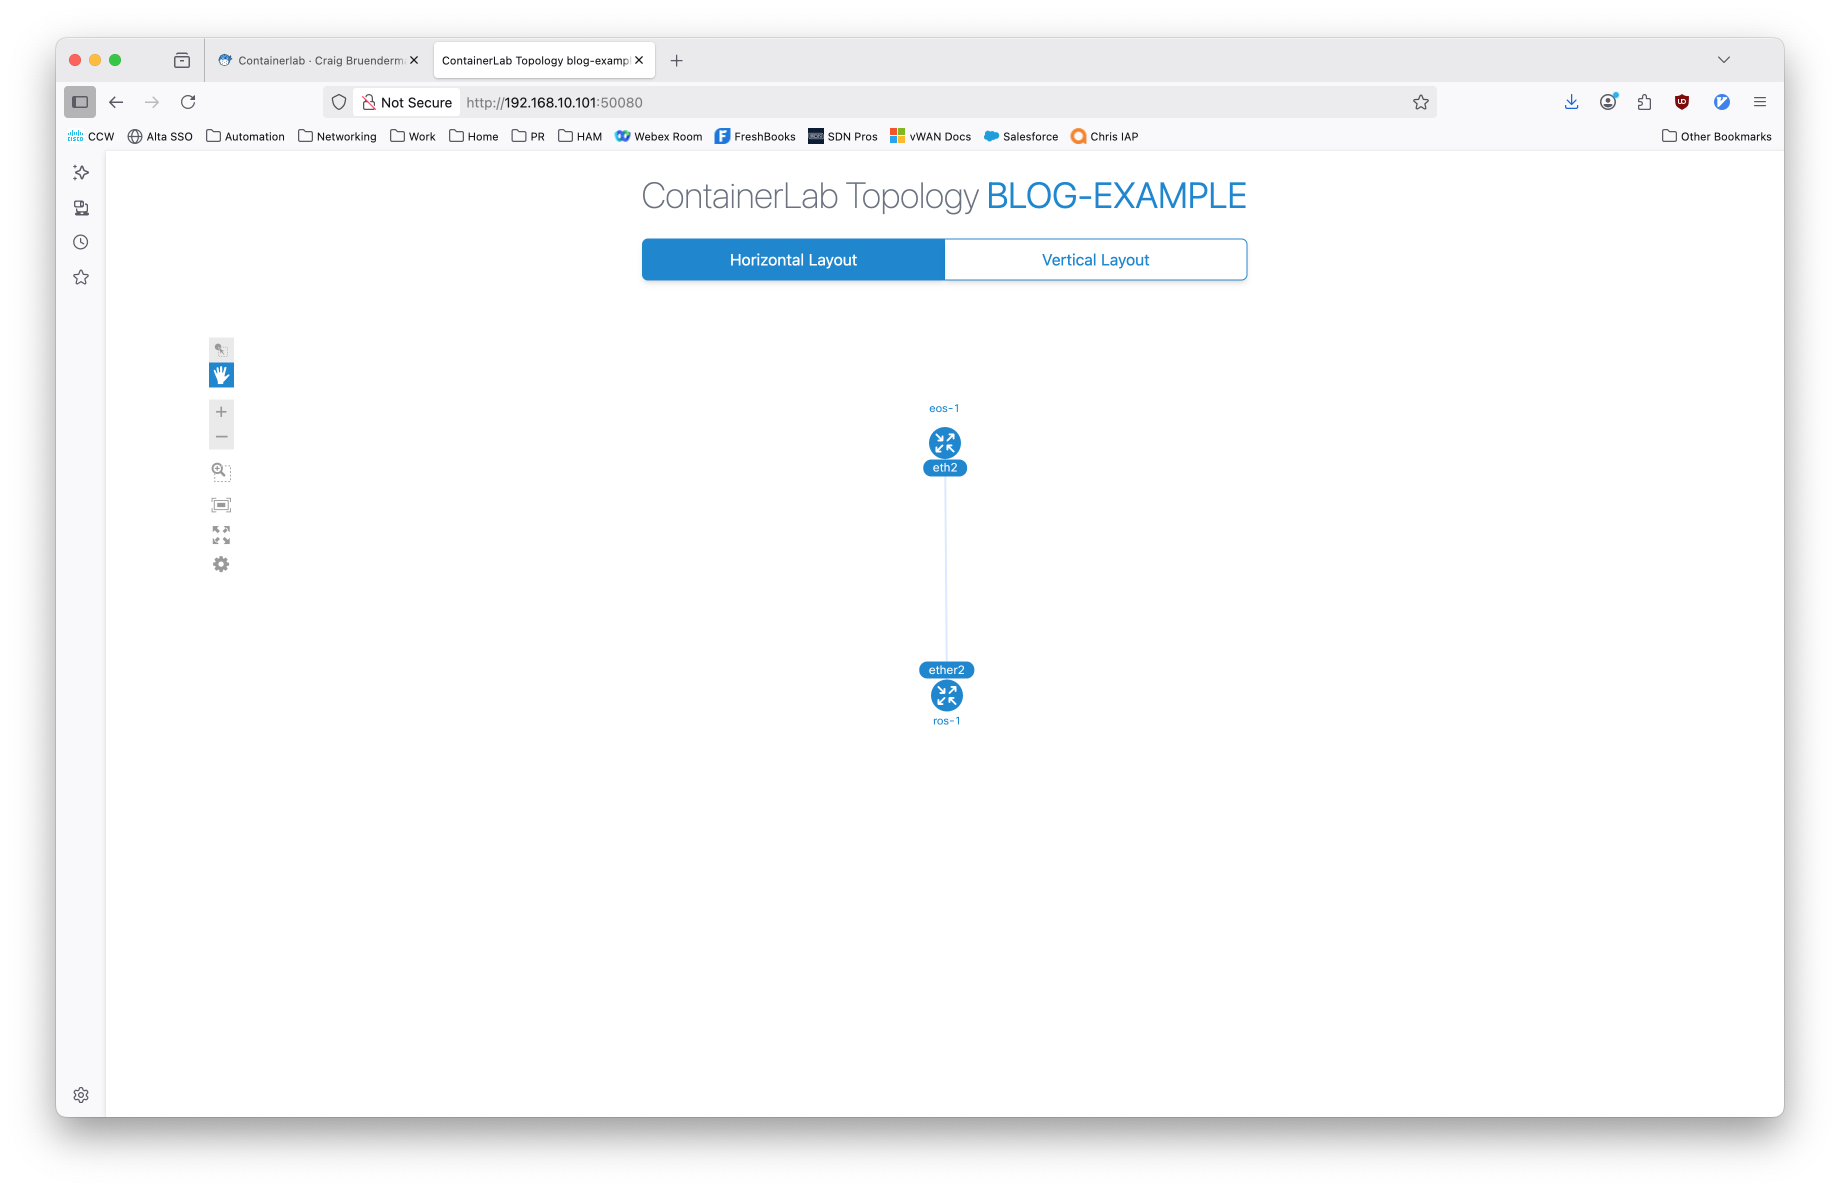 Containerlab · Craig Bruenderm
ContainerLab Topology blog-exampl
Not Secure http://192.168.10.101:50080
CCW Alta SSO Automation Networking Work Home PR HAM Webex Room FreshBooks SDN Pros vWAN Docs Salesforce Chris IAP Other Bookmarks
ContainerLab Topology BLOG-EXAMPLE
Horizontal Layout Vertical Layout
eos-1
eth2
ether2
ros-1